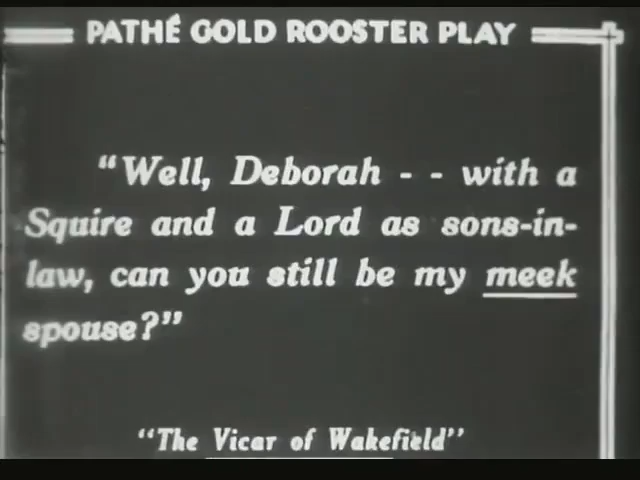 PATHÉ GOLD ROOSTER PLAY
"Well, Deborah - - with a
Squire and a Lord as sons-in-
law, can you still be my meek
spouse?"
"The Vicar of Wakefield"